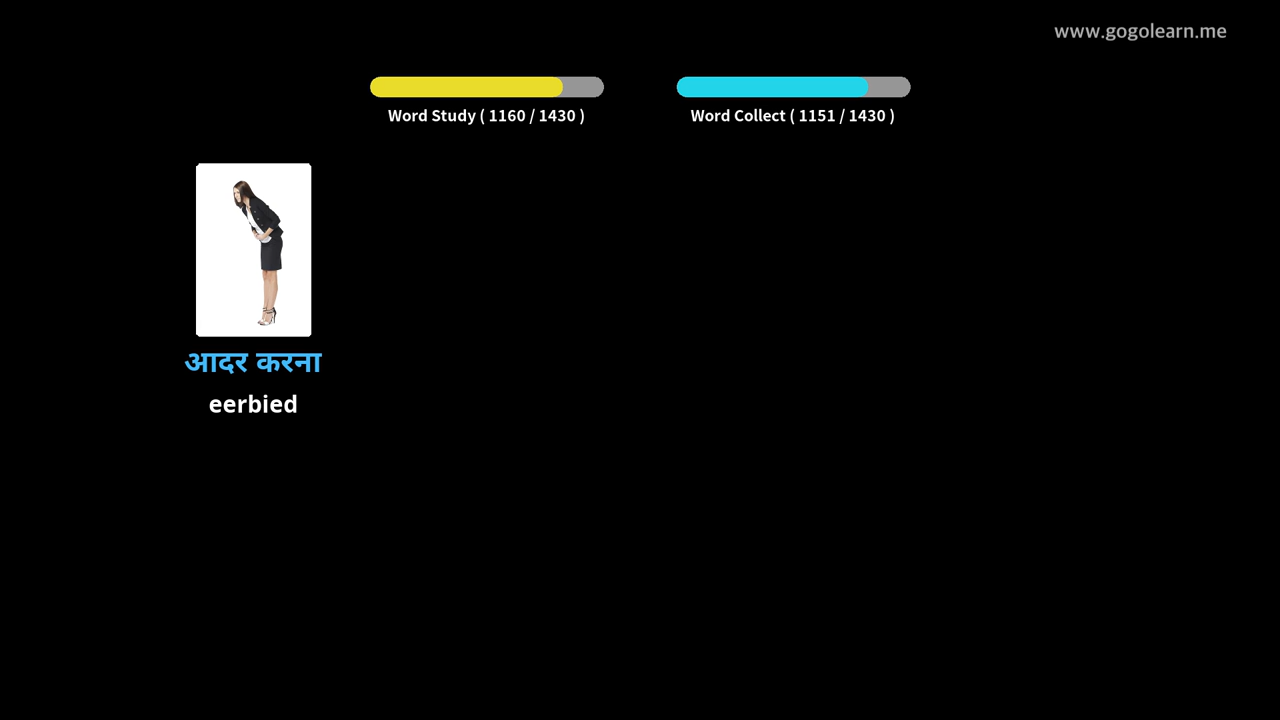 www.gogolearn.me
Word Study ( 1160 / 1430 )
Word Collect ( 1151 / 1430 )
आदर करना
eerbied